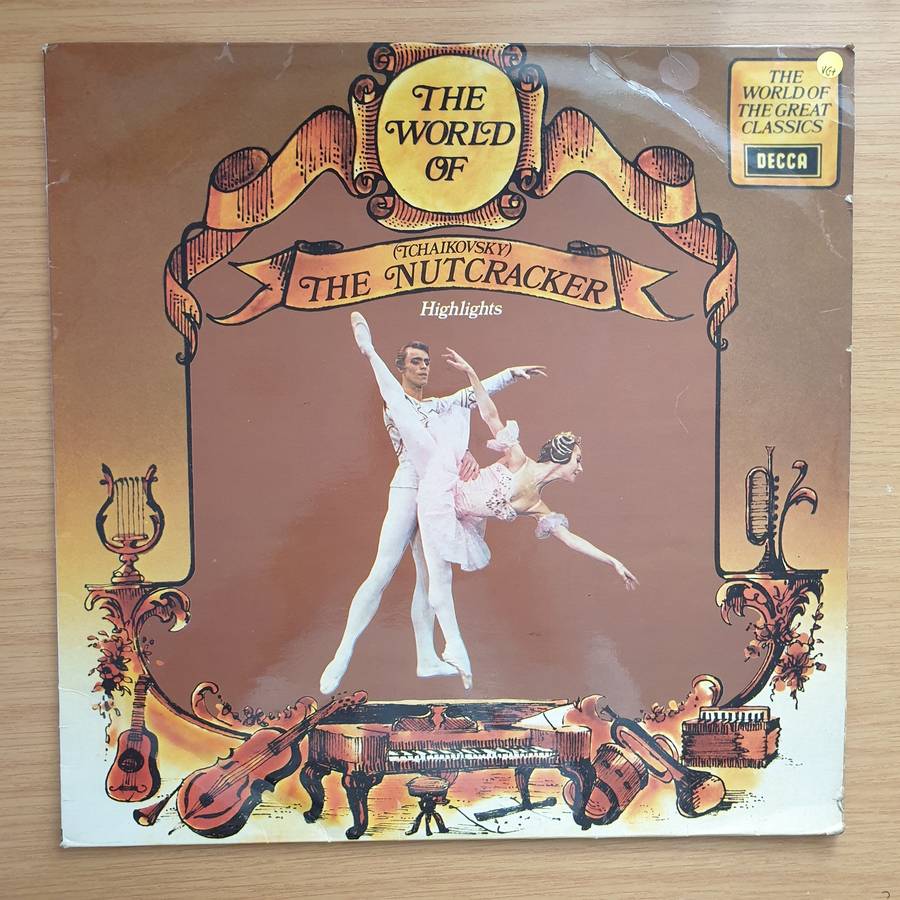 THE
WORLD
OF
(TCHAIKOVSKY)
THE NUTCRACKER
Highlights
VG+
THE
WORLD OF
THE GREAT
CLASSICS
DECCA